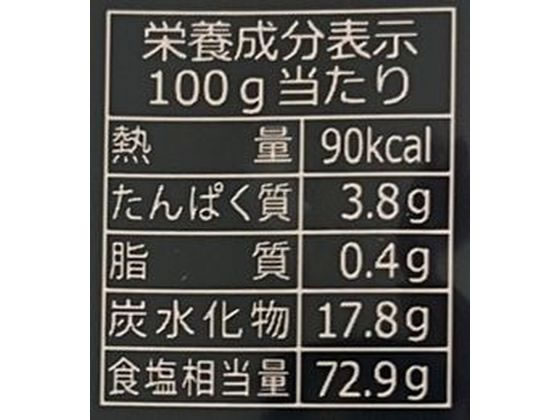 栄養成分表示
100g当たり
熱量 90kcal
たんぱく質 3.8g
脂質 0.4g
炭水化物 17.8g
食塩相当量 72.9g